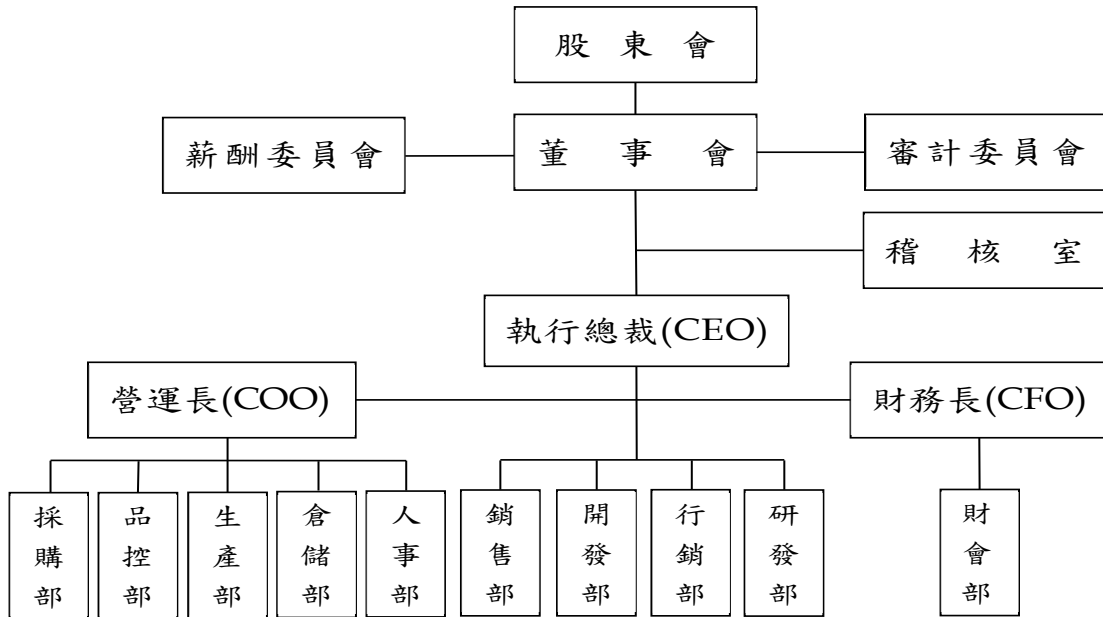 股東會
薪酬委員會
董事會
審計委員會
稽核室
執行總裁(CEO)
營運長(COO)
財務長(CFO)
採購部
品控部
生產部
倉儲部
人事部
銷售部
開發部
行銷部
研發部
財會部